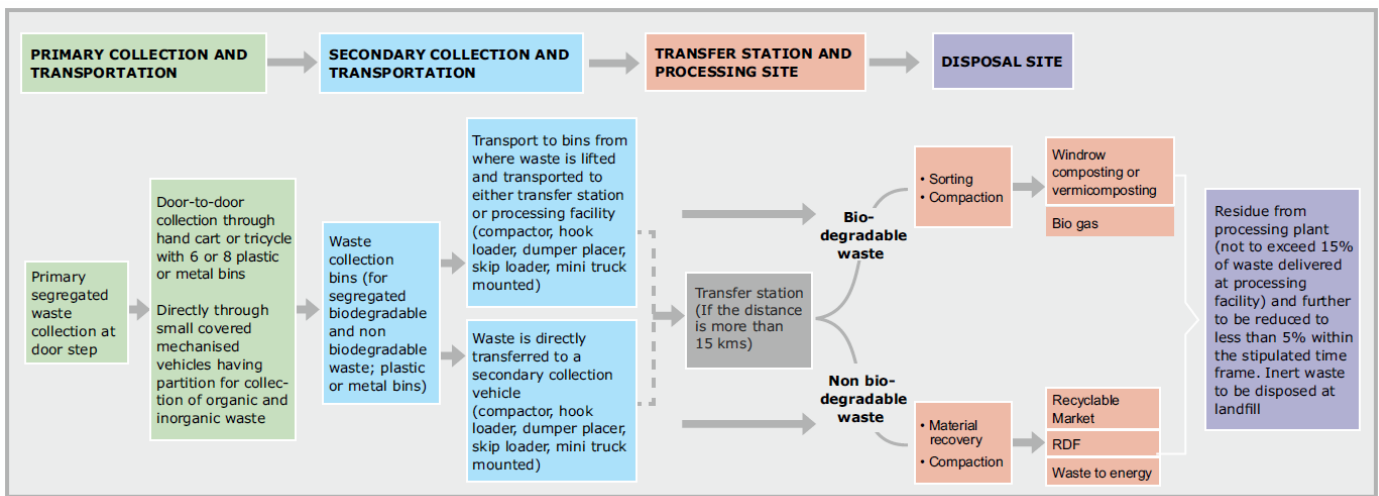 PRIMARY COLLECTION AND
TRANSPORTATION
SECONDARY COLLECTION AND
TRANSPORTATION
TRANSFER STATION AND
PROCESSING SITE
DISPOSAL SITE
Primary
segregated
waste
collection at
door step
Door-to-door
collection through
hand cart or tricycle
with 6 or 8 plastic
or metal bins
Directly through
small covered
mechanised
vehicles having
partition for collec-
tion of organic and
inorganic waste
Waste
collection
bins (for
segregated
biodegradable
and non
biodegradable
waste; plastic
or metal bins)
Transport to bins from
where waste is lifted
and transported to
either transfer station
or processing facility
(compactor, hook
loader, dumper placer,
skip loader, mini truck
mounted)
Waste is directly
transferred to a
secondary collection
vehicle
(compactor, hook
loader, dumper placer,
skip loader, mini truck
mounted)
Transfer station
(If the distance
is more than
15 kms)
Bio-
degradable
waste
Non bio-
degradable
waste
• Sorting
• Compaction
• Material
recovery
• Compaction
Windrow
composting or
vermicomposting
Bio gas
Recyclable
Market
RDF
Waste to energy
Residue from
processing plant
(not to exceed 15%
of waste delivered
at processing
facility) and further
to be reduced to
less than 5% within
the stipulated time
frame. Inert waste
to be disposed at
landfill